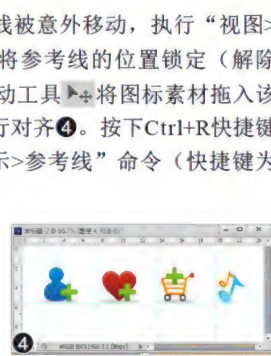 线被意外移动，执行“视图>
将参考线的位置锁定（解除
动工具 将图标素材拖入该
行对齐❹。按下Ctrl+R快捷键
示>参考线”命令（快捷键为
❹